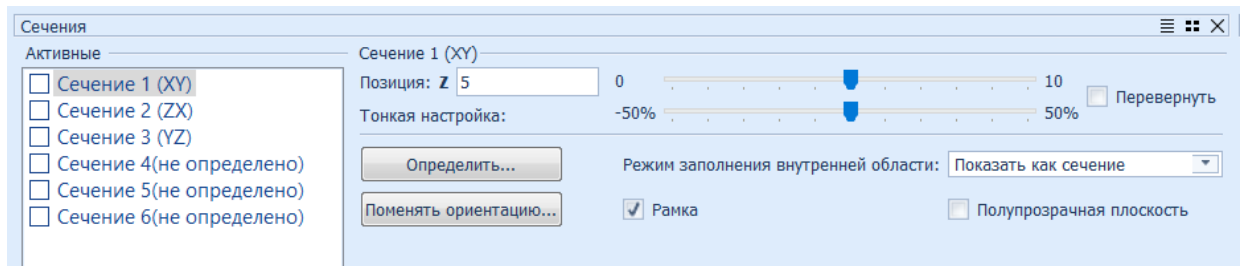 Сечения
Активные
Сечение 1 (XY)
Сечение 2 (ZX)
Сечение 3 (YZ)
Сечение 4(не определено)
Сечение 5(не определено)
Сечение 6(не определено)
Сечение 1 (XY)
Позиция: Z 5 0 10 Перевернуть
Тонкая настройка: -50% 50%
Определить... Режим заполнения внутренней области: Показать как сечение
Поменять ориентацию... Рамка Полупрозрачная плоскость